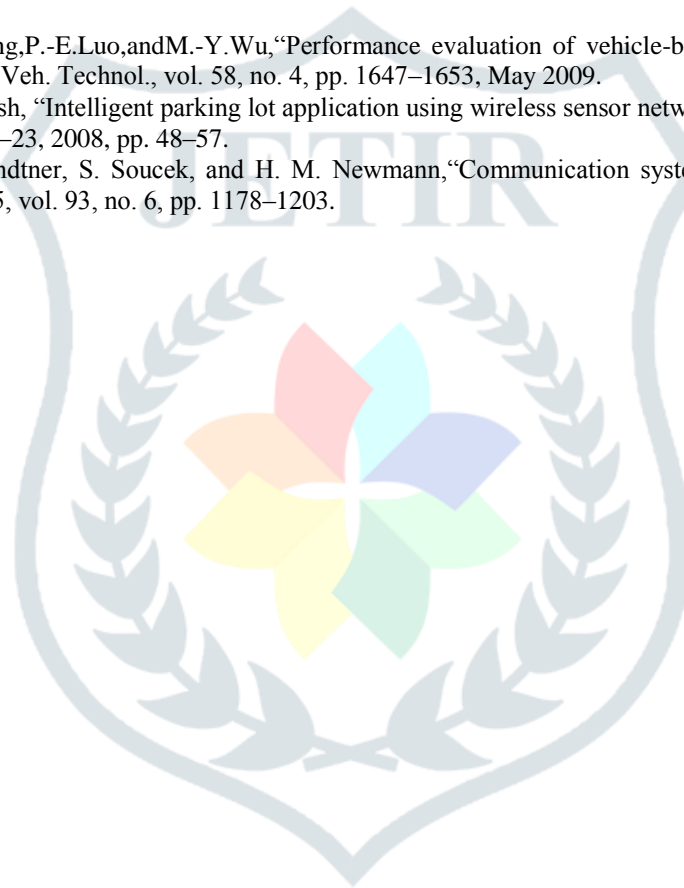 ng,P.-E.Luo,andM.-Y.Wu,“Performance evaluation of vehicle-b
Veh. Technol., vol. 58, no. 4, pp. 1647–1653, May 2009.
sh, “Intelligent parking lot application using wireless sensor netw
–23, 2008, pp. 48–57.
ndtner, S. Soucek, and H. M. Newmann,“Communication syste
5, vol. 93, no. 6, pp. 1178–1203.
JETIR